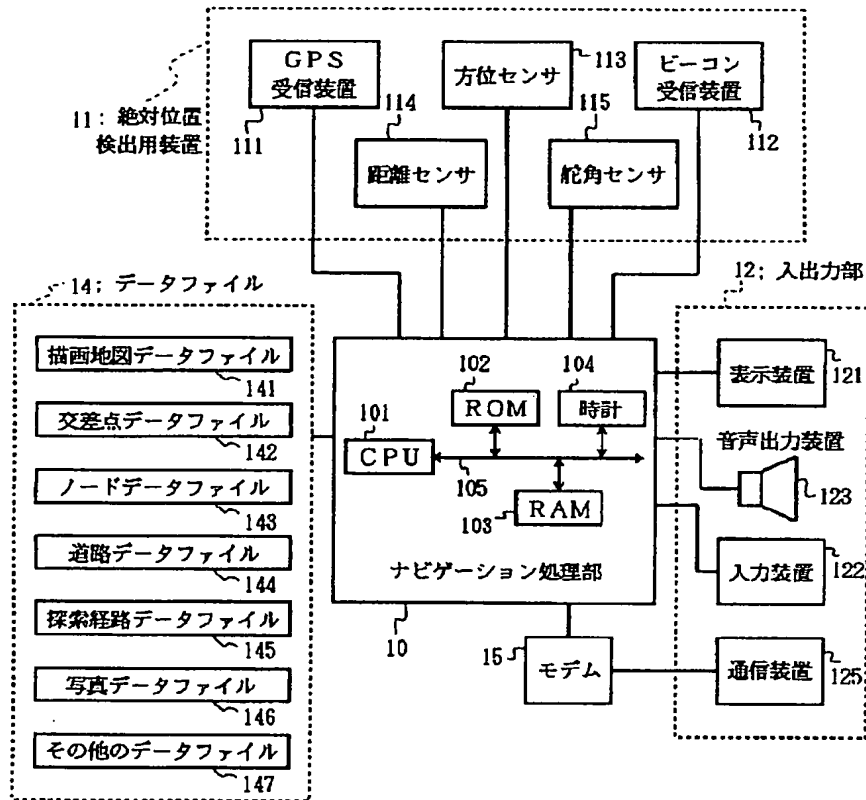 GPS
受信装置
111
方位センサ
113
ビーコン
受信装置
112
11：絶対位置
検出用装置
114
距離センサ
115
舵角センサ
14；データファイル
描画地図データファイル
141
交差点データファイル
142
ノードデータファイル
143
道路データファイル
144
探索経路データファイル
145
写真データファイル
146
その他のデータファイル
147
102
ROM
104
時計
101
CPU
105
103
RAM
ナビゲーション処理部
10
15
モデム
12；入出力部
表示装置
121
音声出力装置
123
入力装置
122
通信装置
125